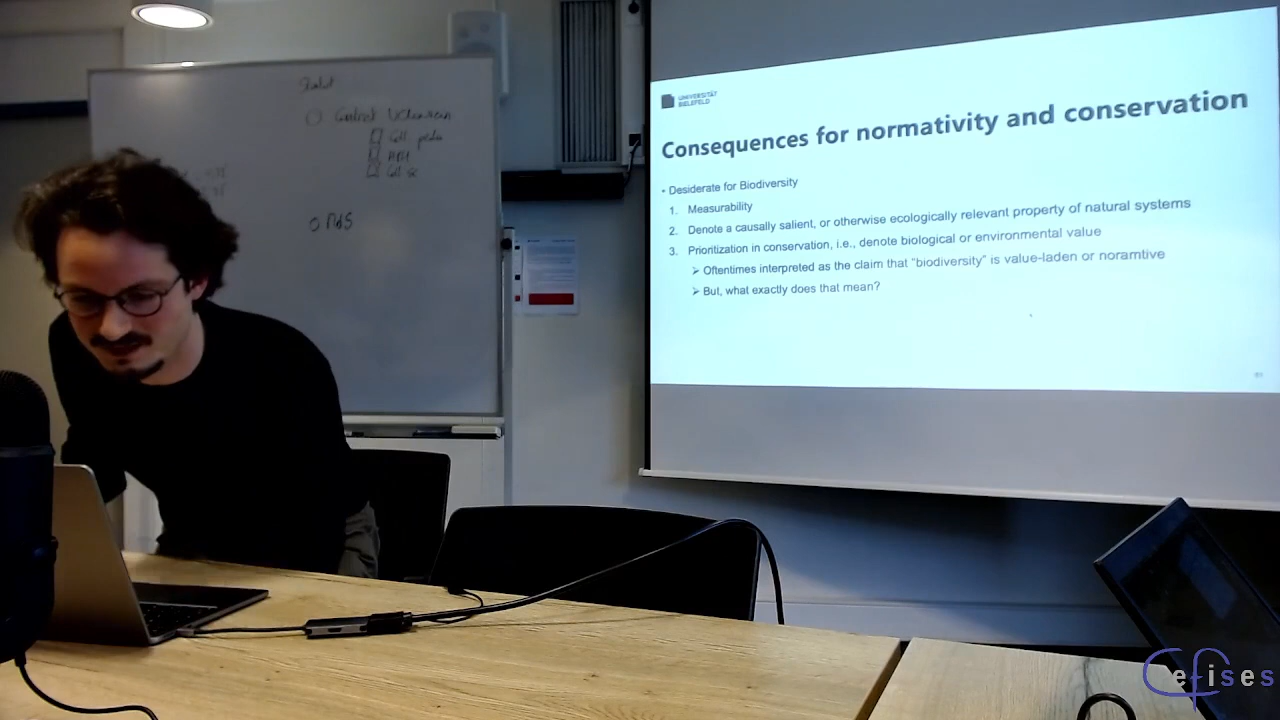 UNIVERSITÄT
BIELEFELD
Consequences for normativity and conservation
• Desiderate for Biodiversity
1. Measurability
2. Denote a causally salient, or otherwise ecologically relevant property of natural systems
3. Prioritization in conservation, i.e., denote biological or environmental value
➢ Oftentimes interpreted as the claim that "biodiversity" is value-laden or noramtive
➢ But, what exactly does that mean?
Cefises